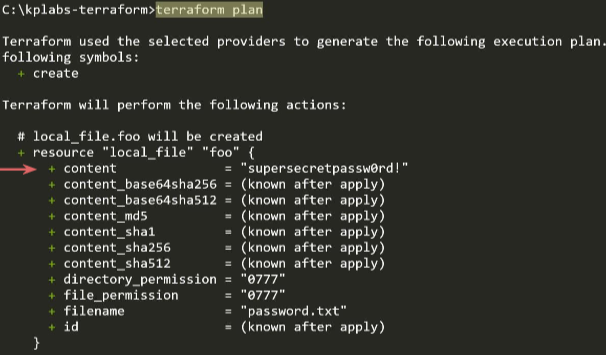 C:\kplabs-terraform>terraform plan
Terraform used the selected providers to generate the following execution plan.
following symbols:
+ create
Terraform will perform the following actions:
# local_file.foo will be created
+ resource "local_file" "foo" {
+ content = "supersecretpassw0rd!"
+ content_base64sha256 = (known after apply)
+ content_base64sha512 = (known after apply)
+ content_md5 = (known after apply)
+ content_sha1 = (known after apply)
+ content_sha256 = (known after apply)
+ content_sha512 = (known after apply)
+ directory_permission = "0777"
+ file_permission = "0777"
+ filename = "password.txt"
+ id = (known after apply)
}